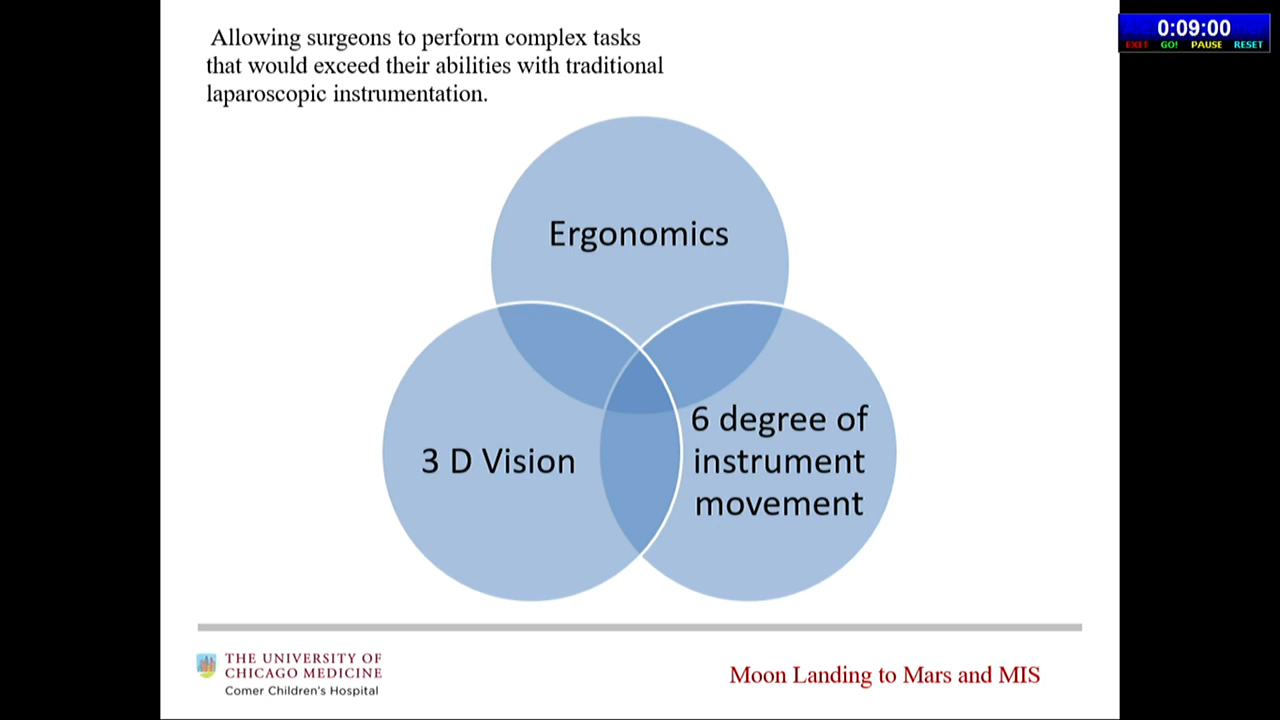 Allowing surgeons to perform complex tasks
that would exceed their abilities with traditional
laparoscopic instrumentation.
0:09:00
EXIT GO! PAUSE RESET
Ergonomics
3 D Vision
6 degree of
instrument
movement
THE UNIVERSITY OF
CHICAGO MEDICINE
Comer Children's Hospital
Moon Landing to Mars and MIS